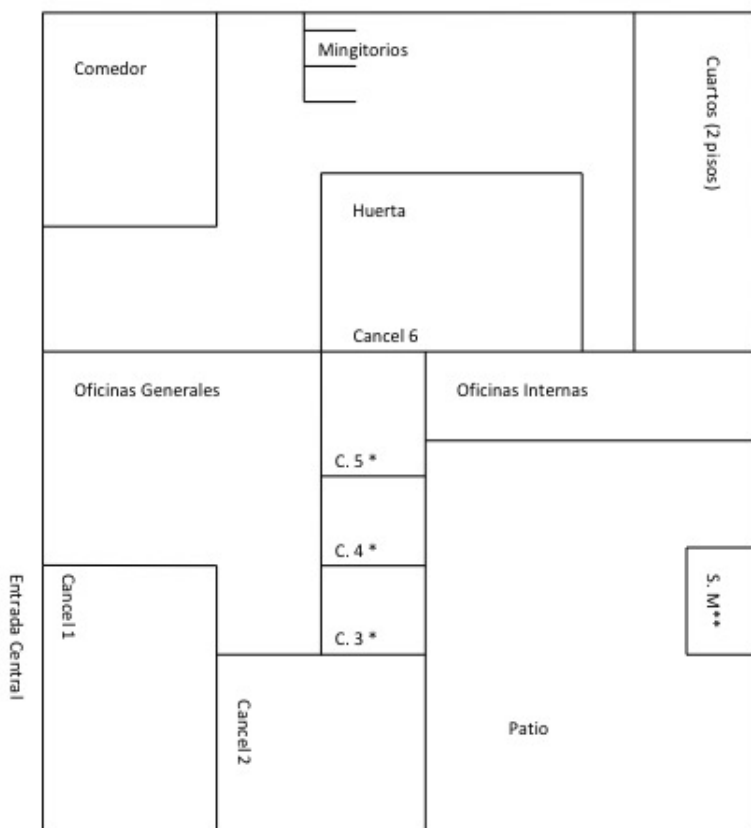 Comedor
Mingitorios
Cuartos (2 pisos)
Huerta
Cancel 6
Oficinas Generales
Oficinas Internas
C. 5 *
C. 4 *
C. 3 *
Entrada Central
Cancel 1
S. M**
Cancel 2
Patio